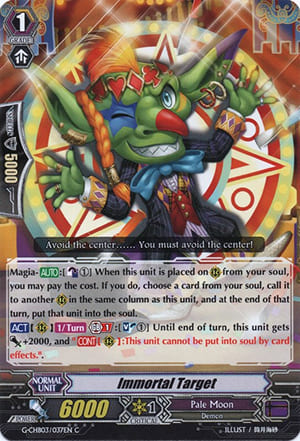 1
GRADE
5000
Avoid the center...... You must avoid the center!
Magia-AUTO:[ (1)] When this unit is placed on from your soul,
you may pay the cost. If you do, choose a card from your soul, call it
to another in the same column as this unit, and at the end of that
turn, put that unit into the soul.
ACT 1/Turn 1 Until end of turn, this unit gets
+2000, and "CONT :This unit cannot be put into soul by card
effects.".
NORMAL
UNIT
Immortal Target
POWER
6000
1
CRITICAL
Pale Moon
Demon
G-CHB03/037EN C
ILLUST /